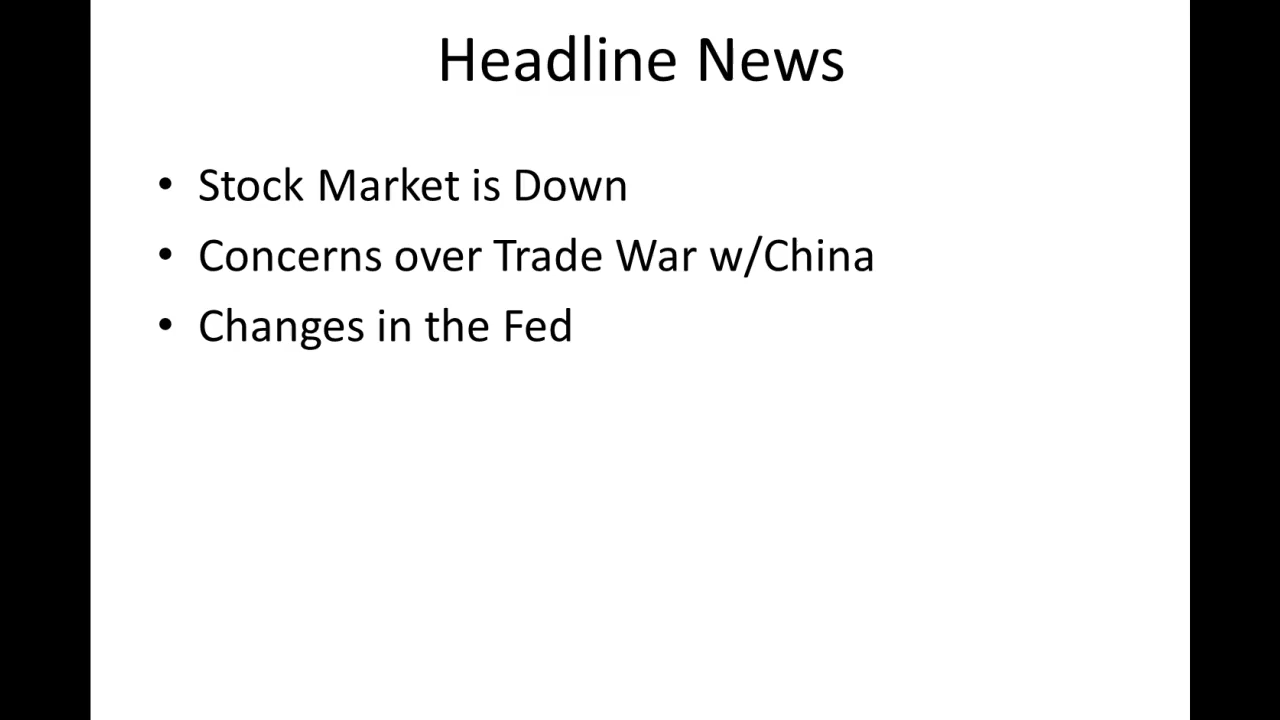 Headline News
• Stock Market is Down
• Concerns over Trade War w/China
• Changes in the Fed